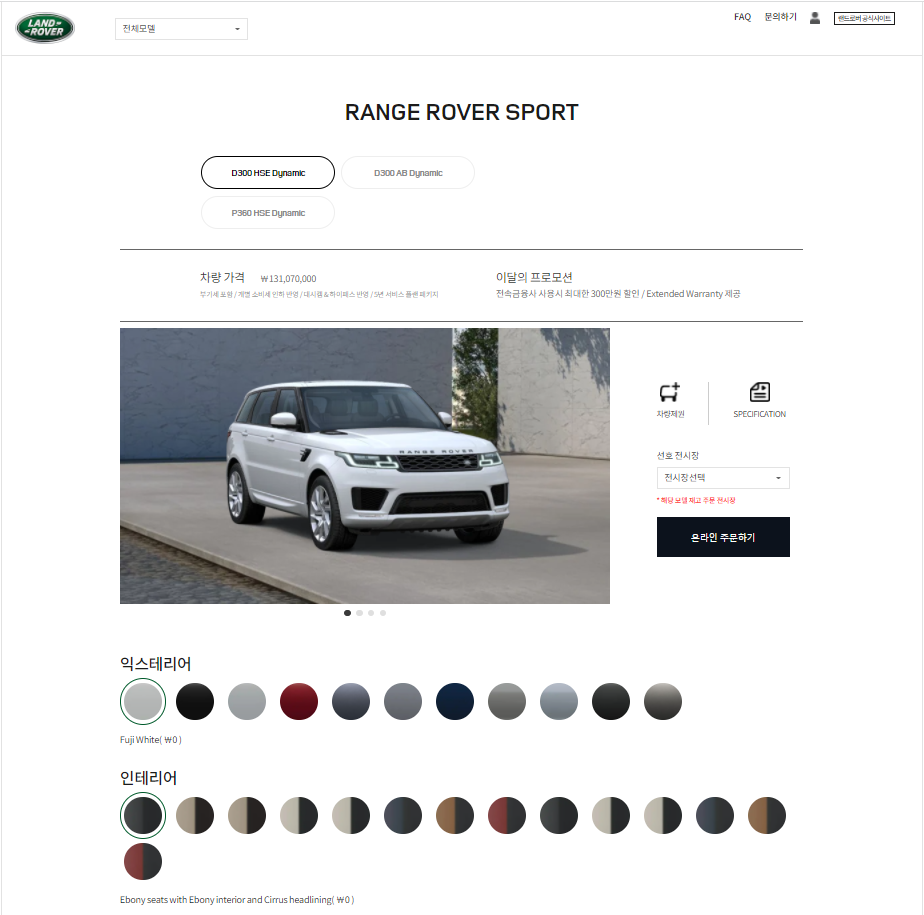 LAND-
-ROVER
전체모델
FAQ 문의하기 랜드로버 공식사이트
RANGE ROVER SPORT
D300 HSE Dynamic D300 AB Dynamic
P360 HSE Dynamic
차량 가격 ₩131,070,000
부가세 포함 / 개별 소비세 인하 반영 / 대시캠 & 하이패스 반영 / 5년 서비스 플랜 패키지
이달의 프로모션
전속금융사 사용시 최대한 300만원 할인 / Extended Warranty 제공
RANGE ROVER
차량제원 SPECIFICATION
선호 전시장
전시장선택
* 해당 모델 재고 주문 전시장
온라인 주문하기
익스테리어
Fuji White( ₩0 )
인테리어
Ebony seats with Ebony interior and Cirrus headlining( ₩0 )